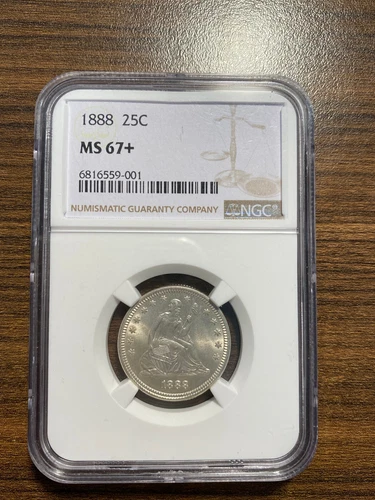 1888 25C
MS 67+
6816559-001
NUMISMATIC GUARANTY COMPANY NGC®
1888